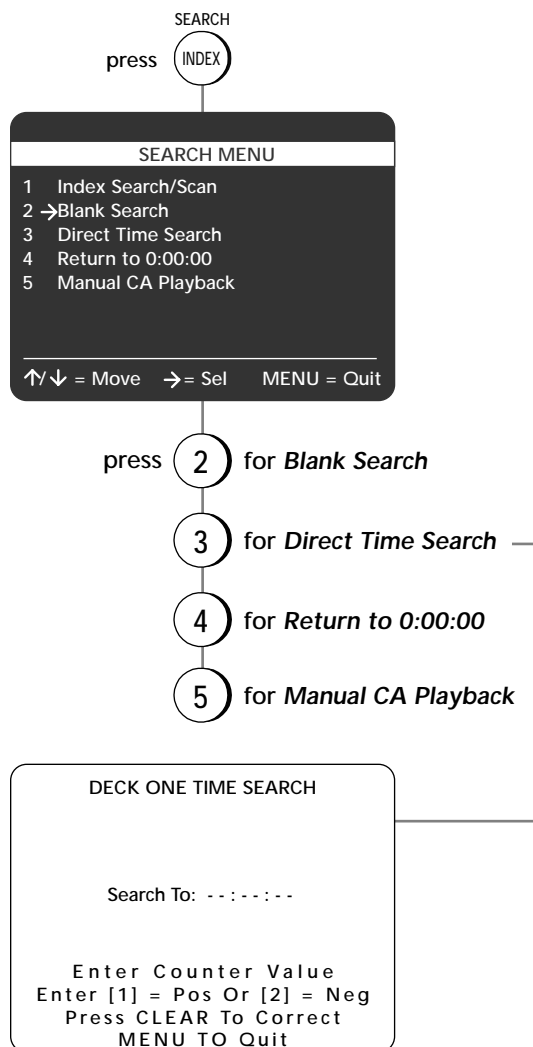 SEARCH
press INDEX
SEARCH MENU
1 Index Search/Scan
2 →Blank Search
3 Direct Time Search
4 Return to 0:00:00
5 Manual CA Playback
↑/↓ = Move →= Sel MENU = Quit
press 2 for Blank Search
3 for Direct Time Search
4 for Return to 0:00:00
5 for Manual CA Playback
DECK ONE TIME SEARCH
Search To: - - : - - : - -
Enter Counter Value
Enter [1] = Pos Or [2] = Neg
Press CLEAR To Correct
MENU TO Quit